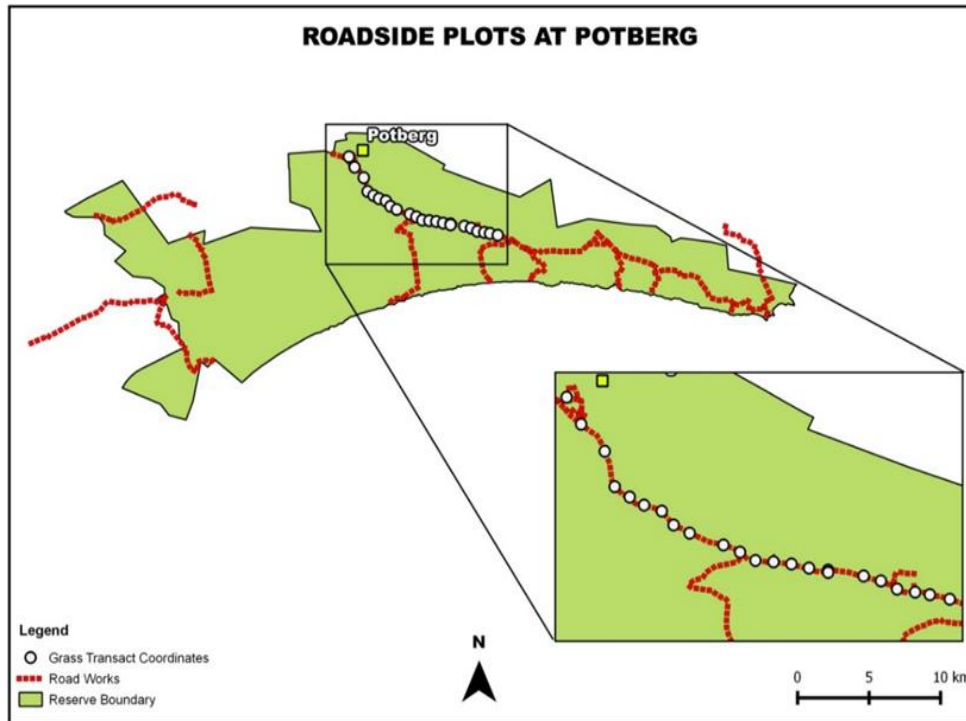 ROADSIDE PLOTS AT POTBERG
Potberg
Legend
Grass Transact Coordinates
Road Works
Reserve Boundary
N
0 5 10 km